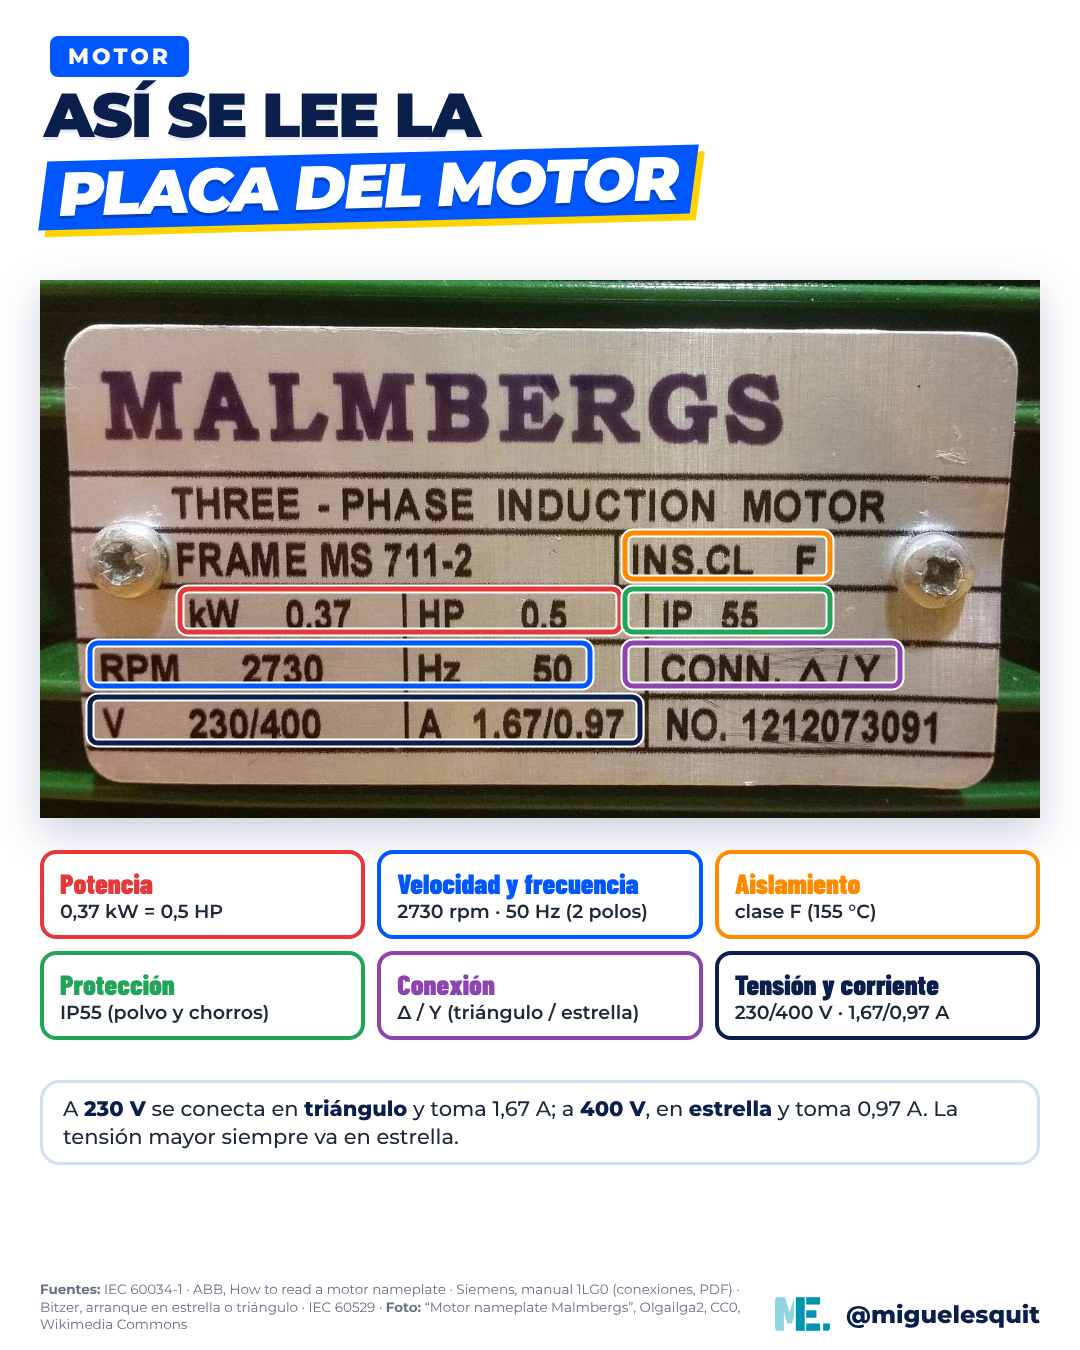 MOTOR
ASÍ SE LEE LA
PLACA DEL MOTOR
MALMBERGS
THREE - PHASE INDUCTION MOTOR
FRAME MS 711-2 INS.CL F
kW 0.37 HP 0.5 IP 55
RPM 2730 Hz 50 CONN. Δ/Y
V 230/400 A 1.67/0.97 NO. 1212073091
Potencia
0,37 kW = 0,5 HP
Velocidad y frecuencia
2730 rpm · 50 Hz (2 polos)
Aislamiento
clase F (155 °C)
Protección
IP55 (polvo y chorros)
Conexión
Δ / Y (triángulo / estrella)
Tensión y corriente
230/400 V · 1,67/0,97 A
A 230 V se conecta en triángulo y toma 1,67 A; a 400 V, en estrella y toma 0,97 A. La
tensión mayor siempre va en estrella.
Fuentes: IEC 60034-1 · ABB, How to read a motor nameplate · Siemens, manual 1LG0 (conexiones, PDF) ·
Bitzer, arranque en estrella o triángulo · IEC 60529 · Foto: “Motor nameplate Malmbergs”, Olgailga2, CC0,
Wikimedia Commons
ME.
@miguelesquit